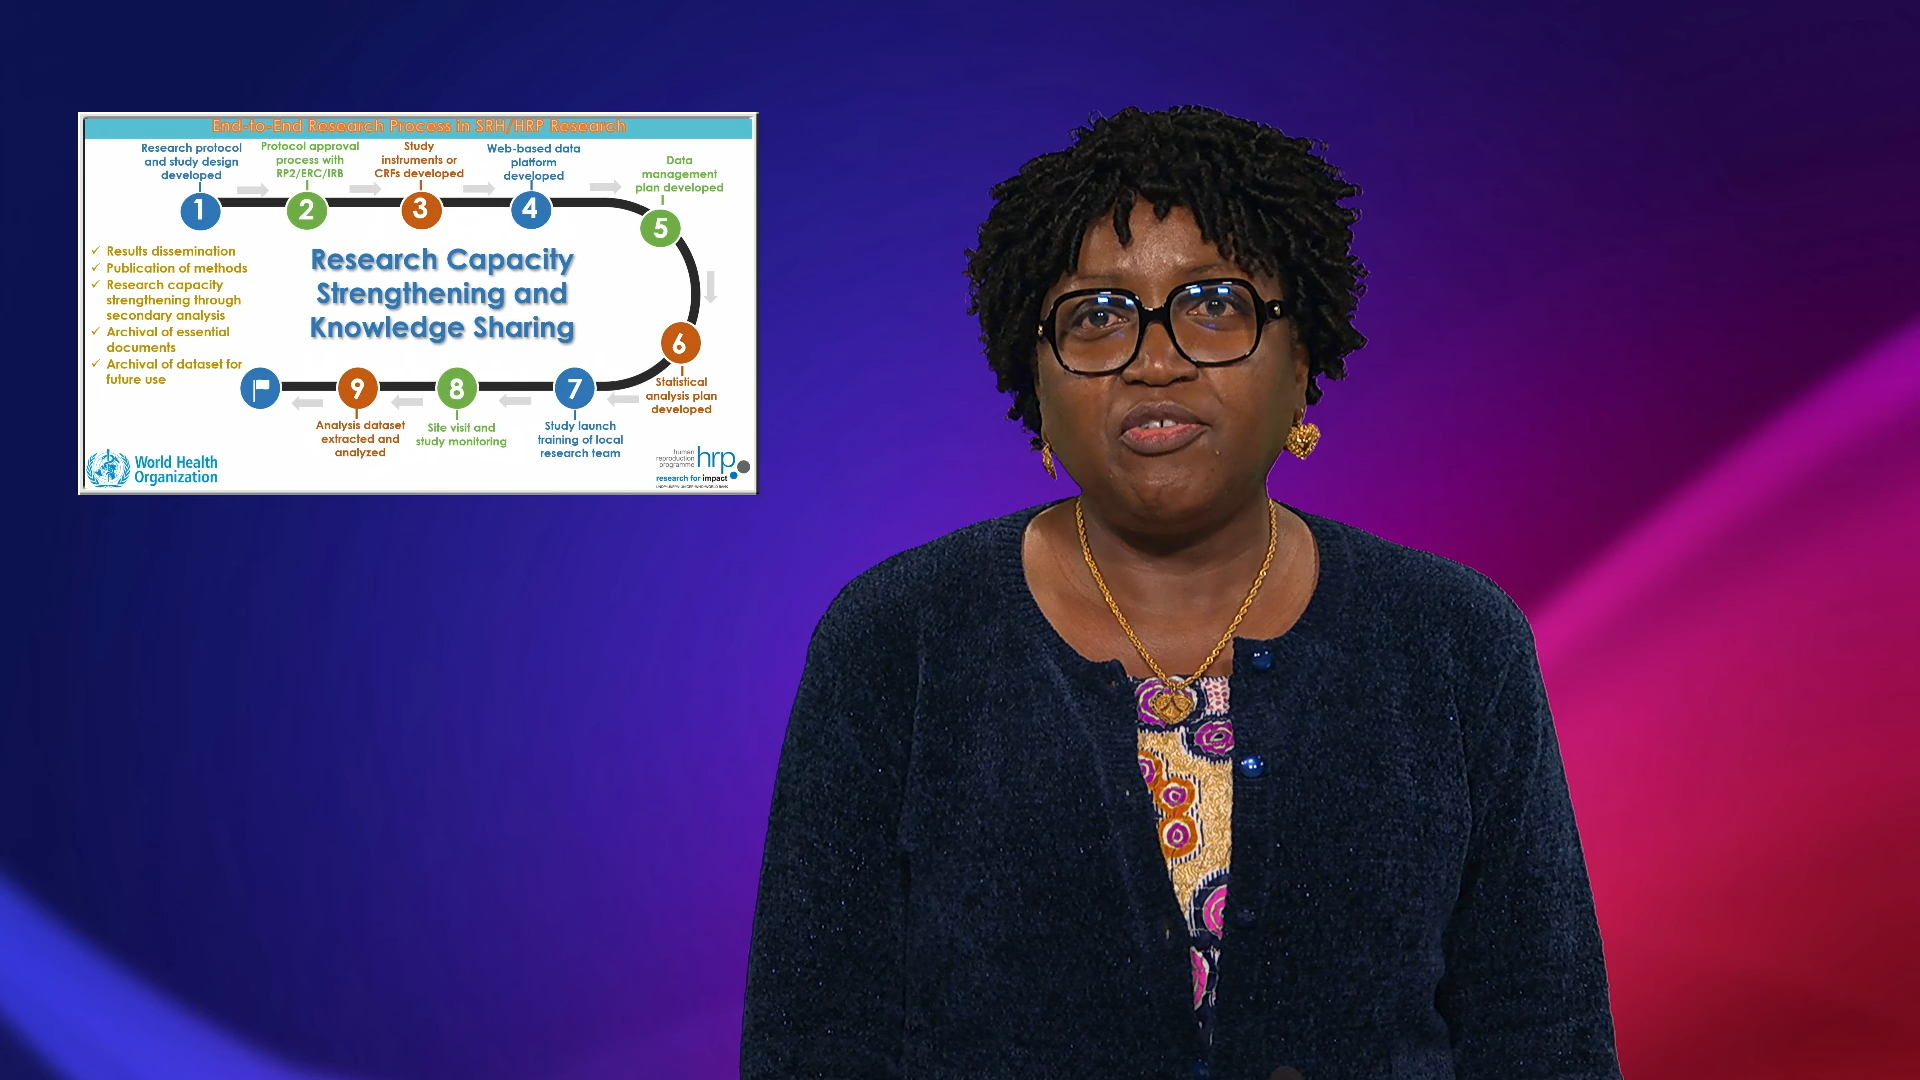 End-to-End Research Process in SRH/HRP Research
Research protocol
and study design
developed
Protocol approval
process with
RP2/ERC/IRB
Study
instruments or
CRFs developed
Web-based data
platform
developed
Data
management
plan developed
1
2
3
4
5
✓ Results dissemination
✓ Publication of methods
✓ Research capacity
strengthening through
secondary analysis
✓ Archival of essential
documents
✓ Archival of dataset for
future use
Research Capacity
Strengthening and
Knowledge Sharing
6
Statistical
analysis plan
developed
9
8
7
Analysis dataset
extracted and
analyzed
Site visit and
study monitoring
Study launch
training of local
research team
World Health
Organization
human
reproduction
programme
hrp.
research for impact